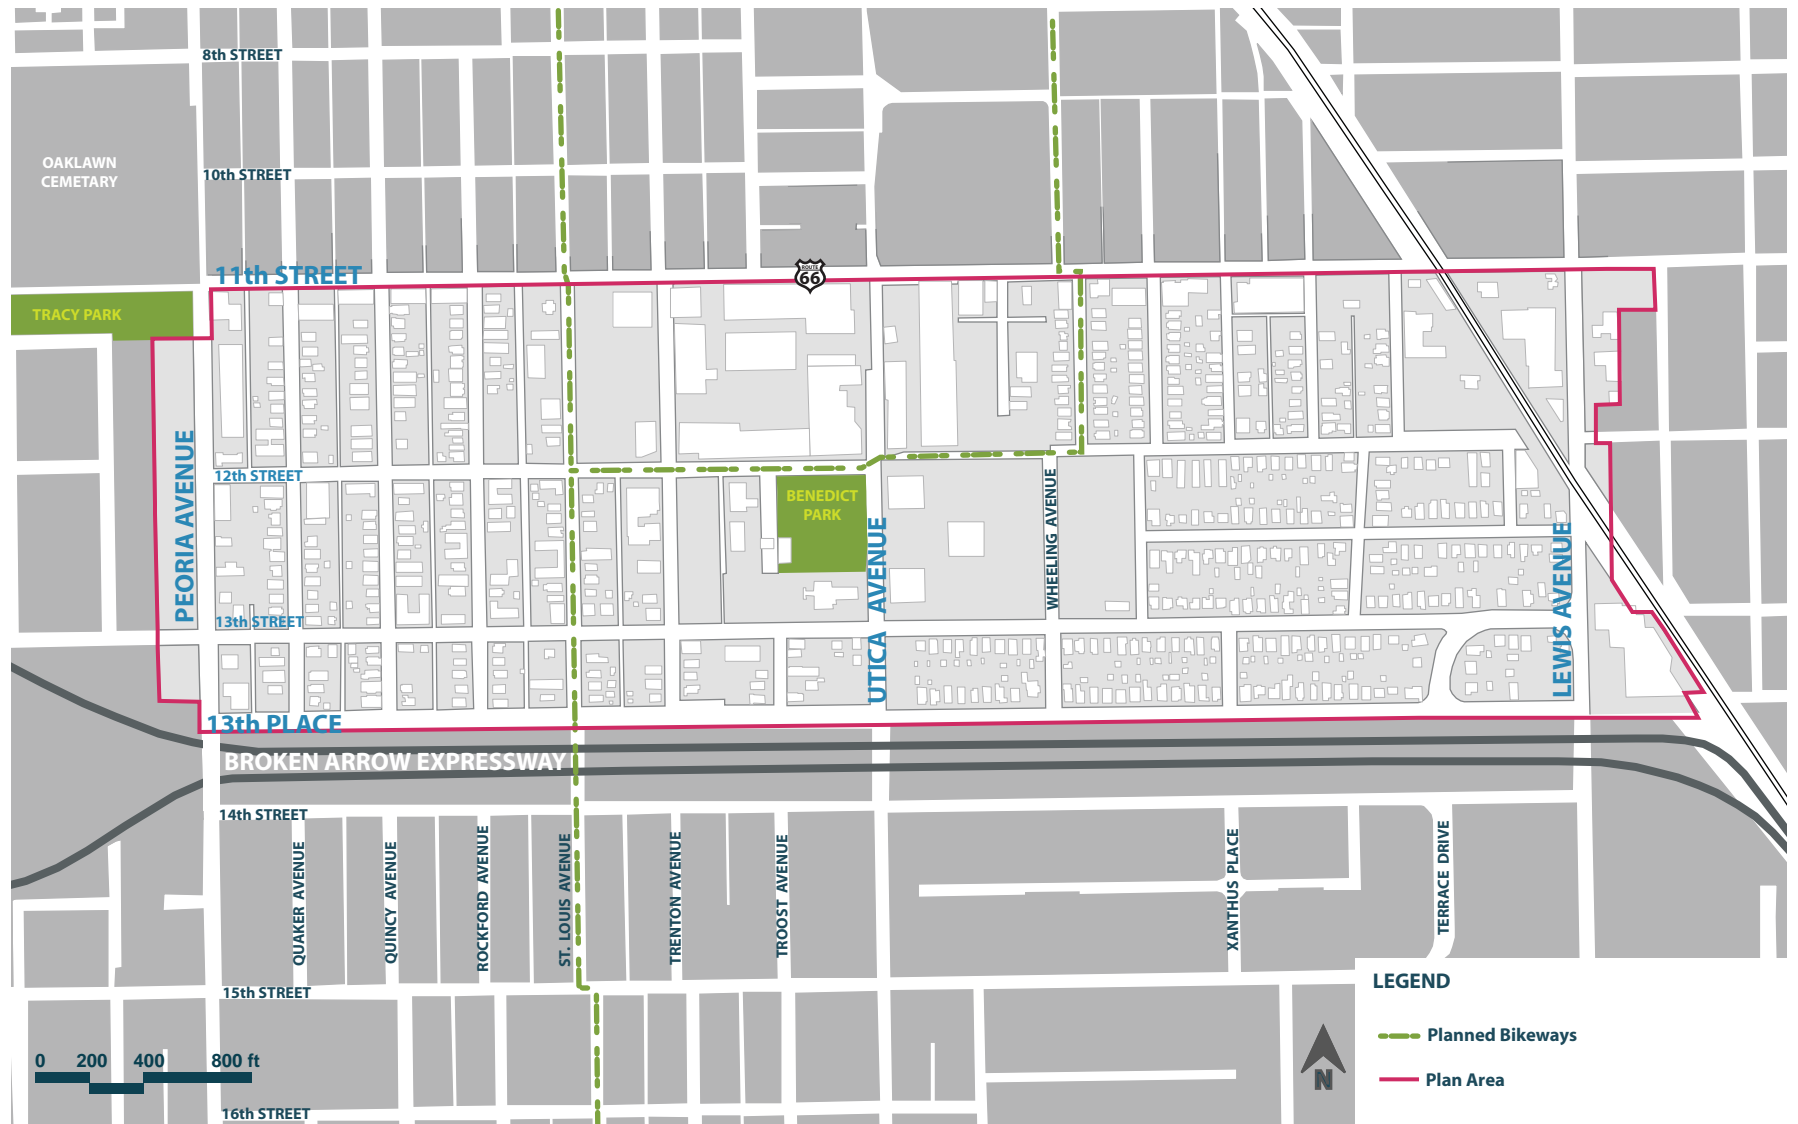 8th STREET
OAKLAWN
CEMETARY
10th STREET
11th STREET
ROUTE
66
TRACY PARK
PEORIA AVENUE
12th STREET
BENEDICT
PARK
UTICA AVENUE
WHEELING AVENUE
LEWIS AVENUE
13th STREET
13th PLACE
BROKEN ARROW EXPRESSWAY
14th STREET
QUAKER AVENUE
QUINCY AVENUE
ROCKFORD AVENUE
ST. LOUIS AVENUE
TRENTON AVENUE
TROOST AVENUE
XANTHUS PLACE
TERRACE DRIVE
15th STREET
LEGEND
Planned Bikeways
Plan Area
N
0 200 400 800 ft
16th STREET